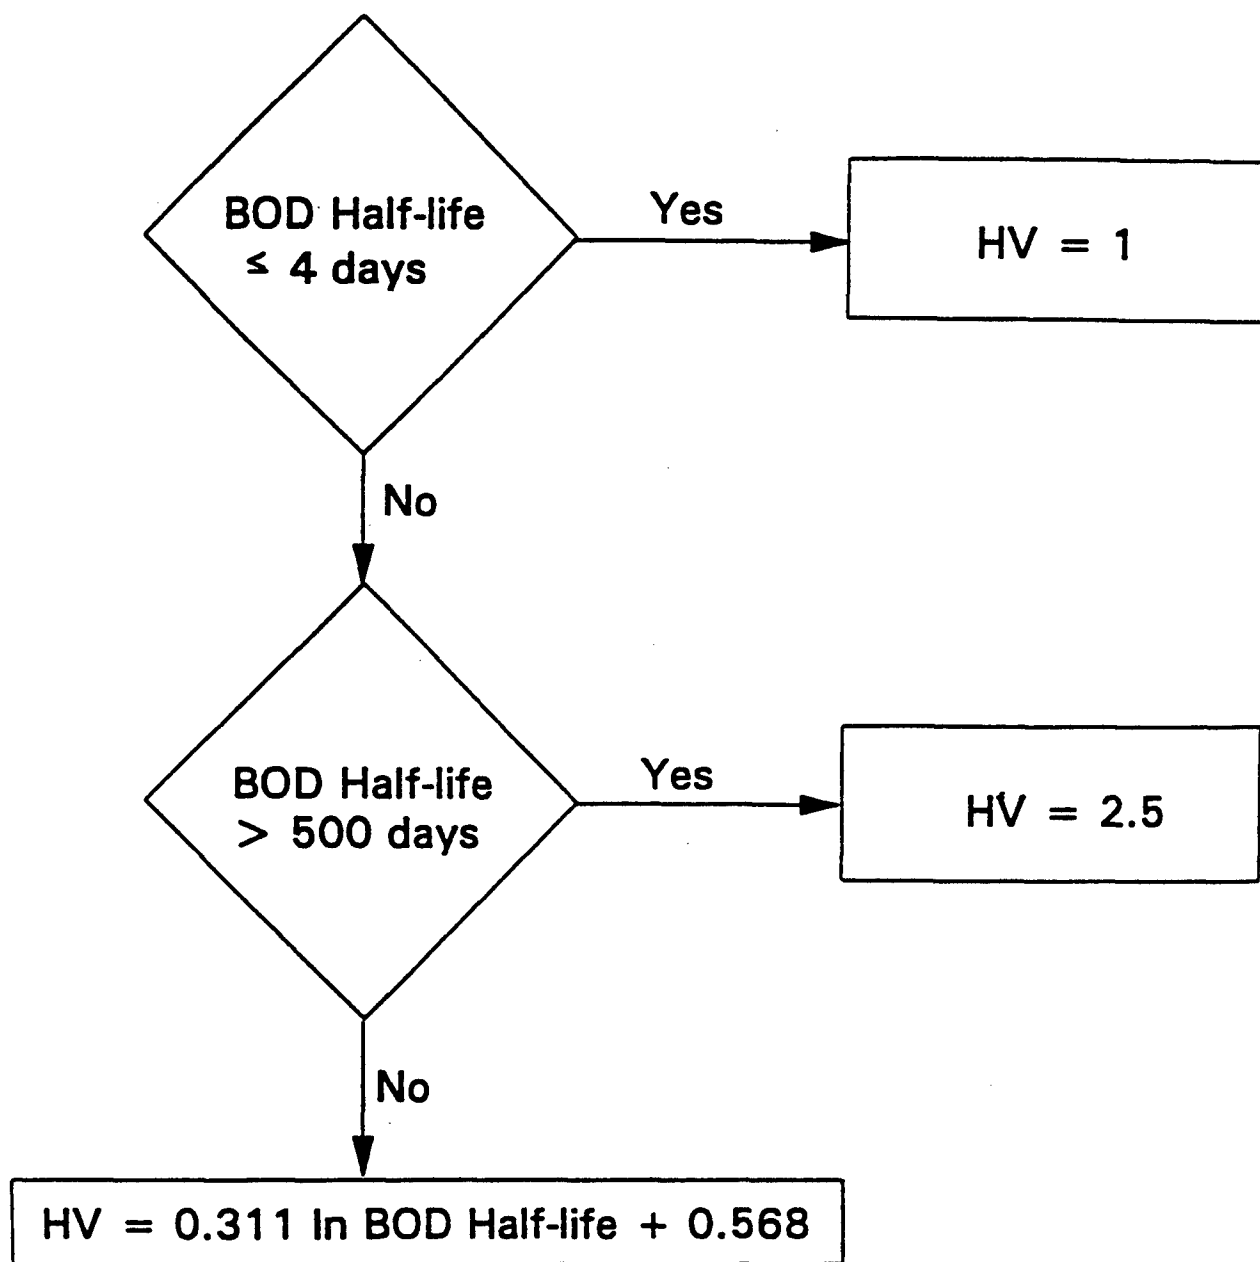 BOD Half-life
≤ 4 days
Yes
HV = 1
No
BOD Half-life
> 500 days
Yes
HV = 2.5
No
HV = 0.311 ln BOD Half-life + 0.568